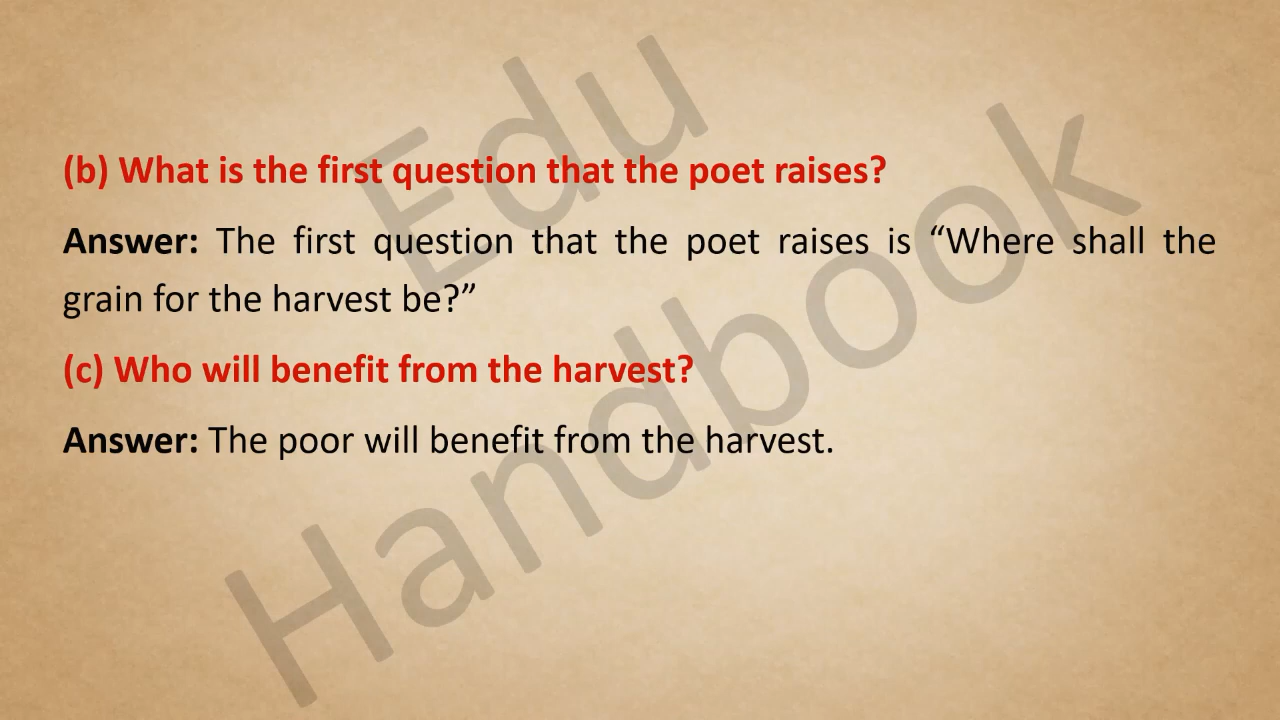 (b) What is the first question that the poet raises?
Answer: The first question that the poet raises is “Where shall the
grain for the harvest be?”
(c) Who will benefit from the harvest?
Answer: The poor will benefit from the harvest.
Edu
Handbook